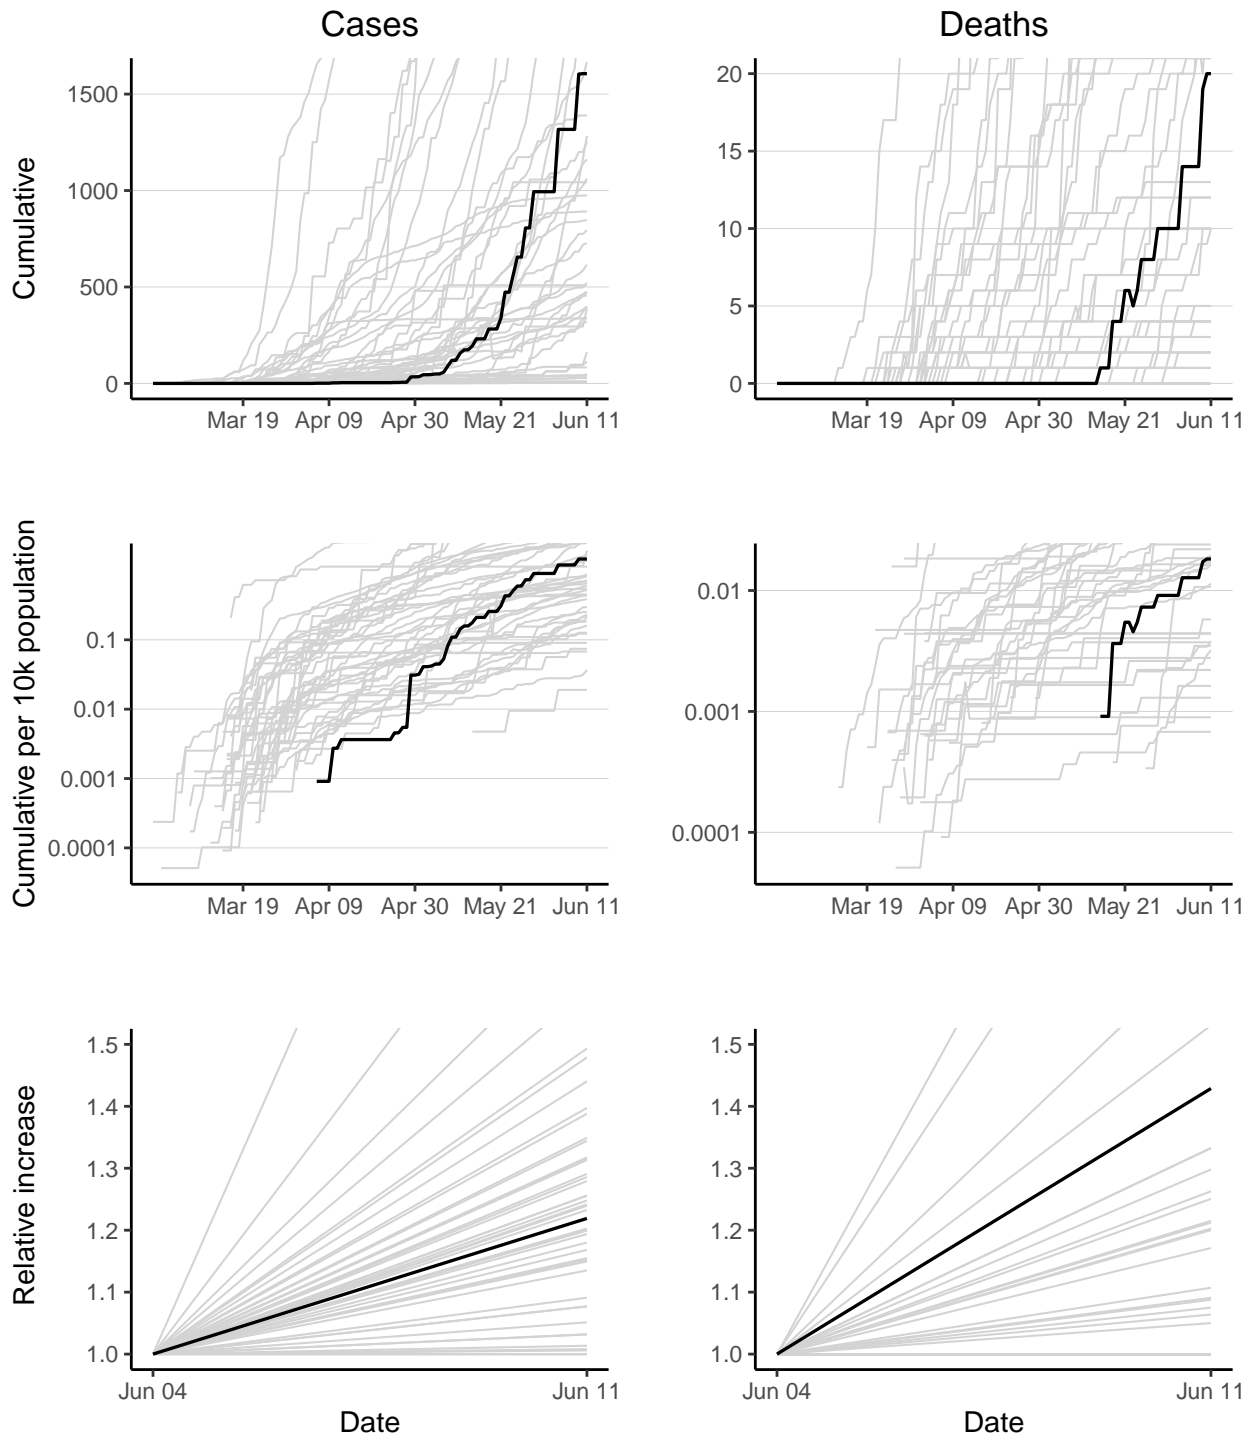 Cases
Deaths
Cumulative
1500
1000
500
0
Mar 19 Apr 09 Apr 30 May 21 Jun 11
20
15
10
5
0
Mar 19 Apr 09 Apr 30 May 21 Jun 11
Cumulative per 10k population
0.1
0.01
0.001
0.0001
Mar 19 Apr 09 Apr 30 May 21 Jun 11
0.01
0.001
0.0001
Mar 19 Apr 09 Apr 30 May 21 Jun 11
Relative increase
1.5
1.4
1.3
1.2
1.1
1.0
Jun 04 Jun 11
Date
1.5
1.4
1.3
1.2
1.1
1.0
Jun 04 Jun 11
Date